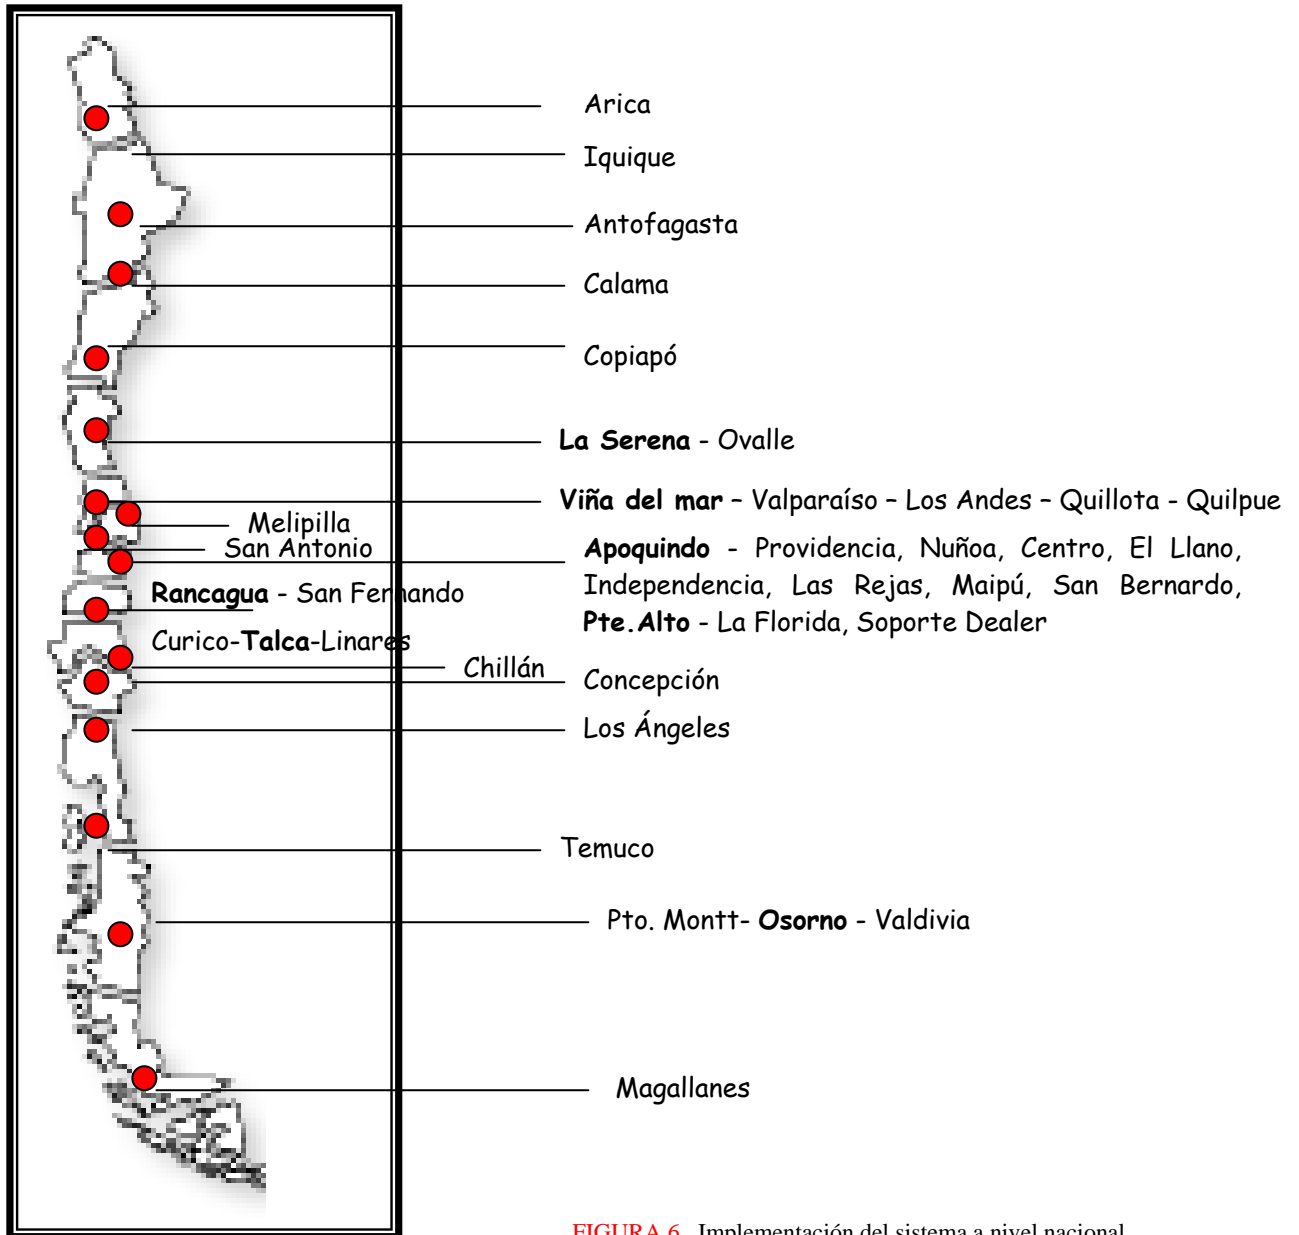 Arica
Iquique
Antofagasta
Calama
Copiapó
La Serena - Ovalle
Viña del mar – Valparaíso – Los Andes – Quillota - Quilpue
Melipilla
San Antonio
Apoquindo - Providencia, Nuñoa, Centro, El Llano,
Independencia, Las Rejas, Maipú, San Bernardo,
Pte.Alto - La Florida, Soporte Dealer
Rancagua - San Fernando
Curico-Talca-Linares
Chillán
Concepción
Los Ángeles
Temuco
Pto. Montt- Osorno - Valdivia
Magallanes
FIGURA 6 Implementación del sistema a nivel nacional